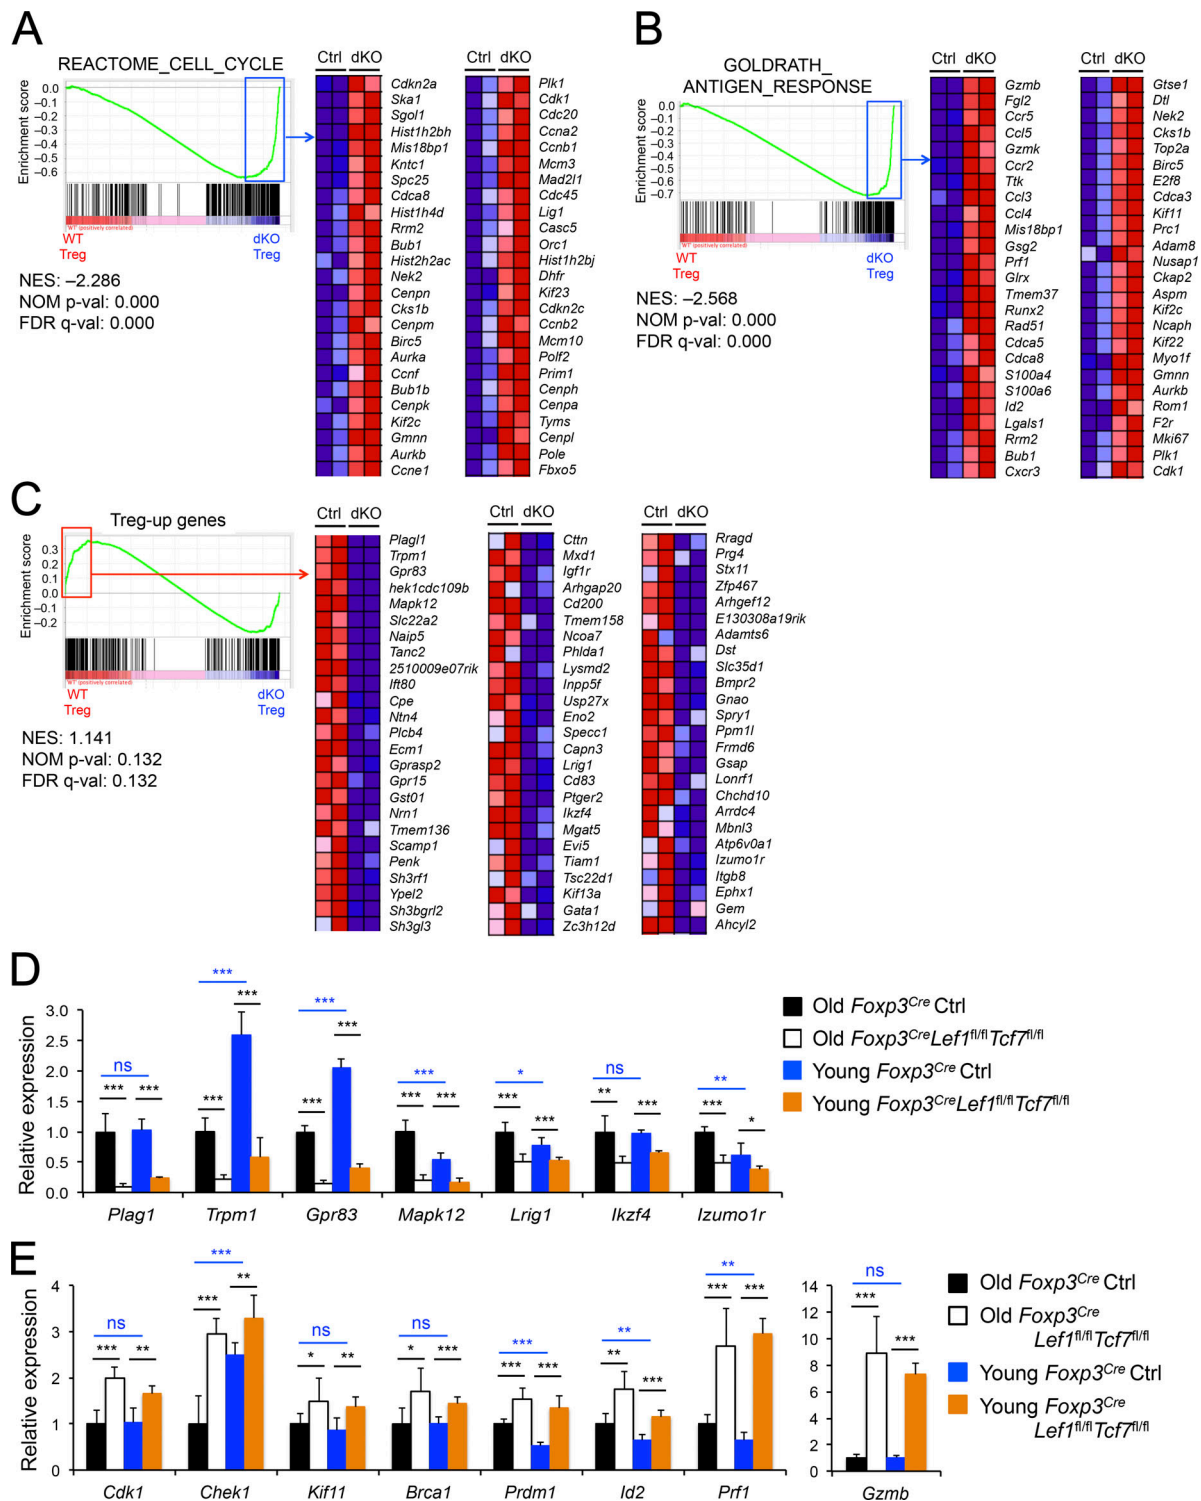 A
REACTOME_CELL_CYCLE
Enrichment score
0.0
–0.1
–0.2
–0.3
–0.4
–0.5
–0.6
'WT' (positively correlated)
WT
Treg
dKO
Treg
NES: –2.286
NOM p-val: 0.000
FDR q-val: 0.000
Ctrl dKO
Cdkn2a
Ska1
Sgol1
Hist1h2bh
Mis18bp1
Kntc1
Spc25
Cdca8
Hist1h4d
Rrm2
Bub1
Hist2h2ac
Nek2
Cenpn
Cks1b
Cenpm
Birc5
Aurka
Ccnf
Bub1b
Cenpk
Kif2c
Gmnn
Aurkb
Ccne1
Ctrl dKO
Plk1
Cdk1
Cdc20
Ccna2
Ccnb1
Mcm3
Mad2l1
Cdc45
Lig1
Casc5
Orc1
Hist1h2bj
Dhfr
Kif23
Cdkn2c
Ccnb2
Mcm10
Polf2
Prim1
Cenph
Cenpa
Tyms
Cenpl
Pole
Fbxo5
B
GOLDRATH_
ANTIGEN_RESPONSE
Enrichment score
0.0
–0.1
–0.2
–0.3
–0.4
–0.5
–0.6
–0.7
'WT' (positively correlated)
WT
Treg
dKO
Treg
NES: –2.568
NOM p-val: 0.000
FDR q-val: 0.000
Ctrl dKO
Gzmb
Fgl2
Ccr5
Ccl5
Gzmk
Ccr2
Ttk
Ccl3
Ccl4
Mis18bp1
Gsg2
Prf1
Glrx
Tmem37
Runx2
Rad51
Cdca5
Cdca8
S100a4
S100a6
Id2
Lgals1
Rrm2
Bub1
Cxcr3
Ctrl dKO
Gtse1
Dtl
Nek2
Cks1b
Top2a
Birc5
E2f8
Cdca3
Kif11
Prc1
Adam8
Nusap1
Ckap2
Aspm
Kif2c
Ncaph
Kif22
Myo1f
Gmnn
Aurkb
Rom1
F2r
Mki67
Plk1
Cdk1
C
Treg-up genes
Enrichment score
0.3
0.2
0.1
0.0
–0.1
–0.2
'WT' (positively correlated)
WT
Treg
dKO
Treg
NES: 1.141
NOM p-val: 0.132
FDR q-val: 0.132
Ctrl dKO
Plagl1
Trpm1
Gpr83
hek1cdc109b
Mapk12
Slc22a2
Naip5
Tanc2
2510009e07rik
Ift80
Cpe
Ntn4
Plcb4
Ecm1
Gprasp2
Gpr15
Gst01
Nrn1
Tmem136
Scamp1
Penk
Sh3rf1
Ypel2
Sh3bgrl2
Sh3gl3
Ctrl dKO
Cttn
Mxd1
Igf1r
Arhgap20
Cd200
Tmem158
Ncoa7
Phlda1
Lysmd2
Inpp5f
Usp27x
Eno2
Specc1
Capn3
Lrig1
Cd83
Ptger2
Ikzf4
Mgat5
Evi5
Tiam1
Tsc22d1
Kif13a
Gata1
Zc3h12d
Ctrl dKO
Rragd
Prg4
Stx11
Zfp467
Arhgef12
E130308a19rik
Adamts6
Dst
Slc35d1
Bmpr2
Gnao
Spry1
Ppm1l
Frmd6
Gsap
Lonrf1
Chchd10
Arrdc4
Mbnl3
Atp6v0a1
Izumo1r
Itgb8
Ephx1
Gem
Ahcyl2
D
Relative expression
3.0
2.5
2.0
1.5
1.0
0.5
0.0
ns *** *** *** * ns **
*** *** *** *** *** *** *** *** *** *** ** *** *** *
Plag1 Trpm1 Gpr83 Mapk12 Lrig1 Ikzf4 Izumo1r
Old Foxp3Cre Ctrl
Old Foxp3CreLef1fl/flTcf7fl/fl
Young Foxp3Cre Ctrl
Young Foxp3CreLef1fl/flTcf7fl/fl
E
Relative expression
4
3
2
1
0
ns *** ns ns *** ** **
*** ** *** ** * ** * *** *** *** ** *** *** ***
Cdk1 Chek1 Kif11 Brca1 Prdm1 Id2 Prf1
14
12
10
8
6
4
2
0
ns
*** ***
Gzmb
Old Foxp3Cre Ctrl
Old Foxp3Cre
Lef1fl/flTcf7fl/fl
Young Foxp3Cre Ctrl
Young Foxp3Cre
Lef1fl/flTcf7fl/fl